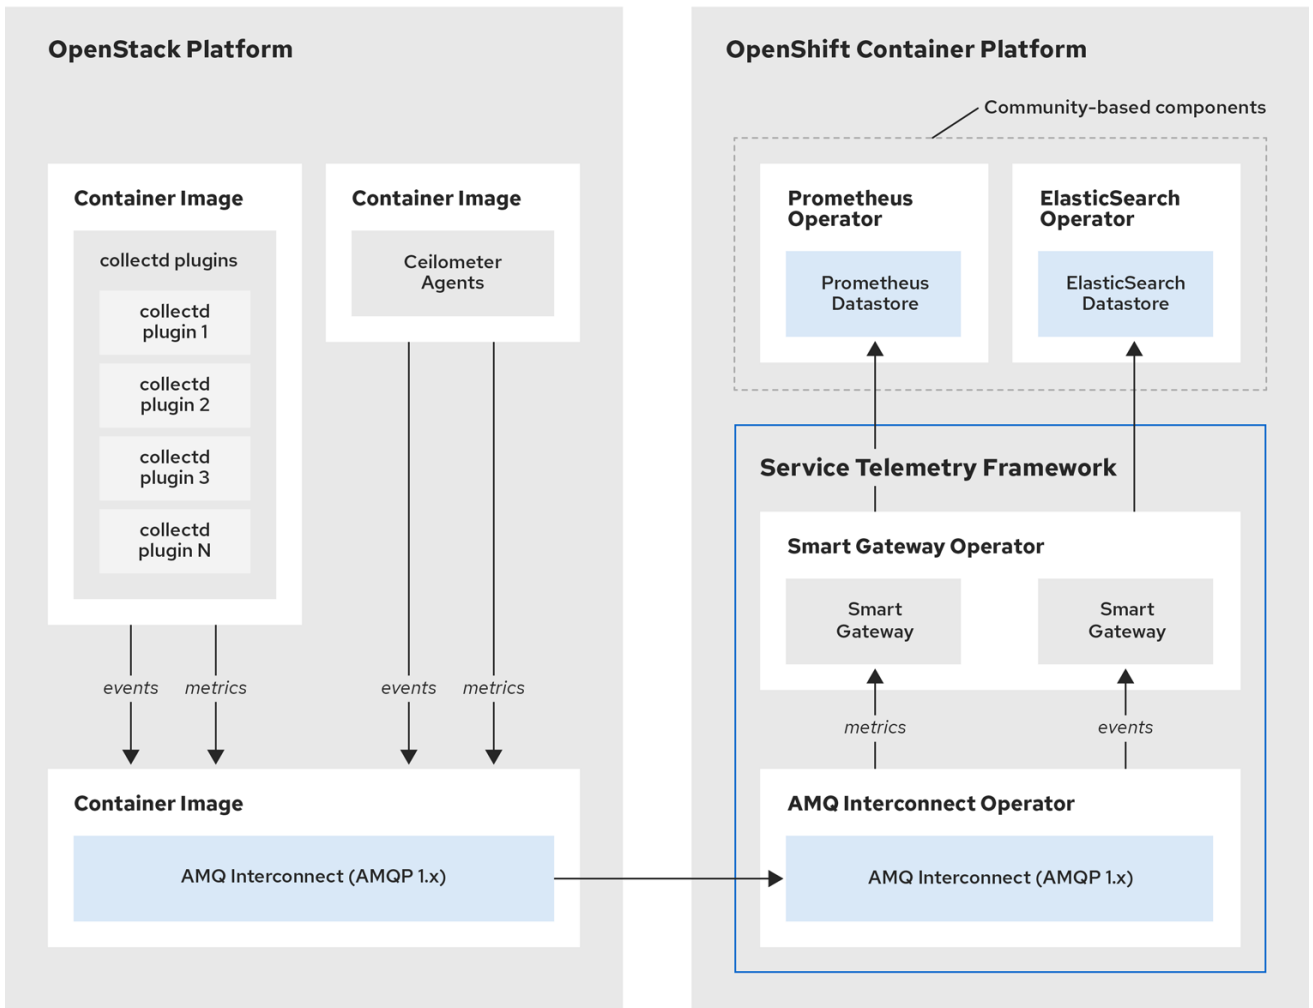 OpenStack Platform
Container Image
collectd plugins
collectd
plugin 1
collectd
plugin 2
collectd
plugin 3
collectd
plugin N
Container Image
Ceilometer
Agents
events
metrics
events
metrics
Container Image
AMQ Interconnect (AMQP 1.x)
OpenShift Container Platform
Community-based components
Prometheus
Operator
Prometheus
Datastore
ElasticSearch
Operator
ElasticSearch
Datastore
Service Telemetry Framework
Smart Gateway Operator
Smart
Gateway
Smart
Gateway
metrics
events
AMQ Interconnect Operator
AMQ Interconnect (AMQP 1.x)